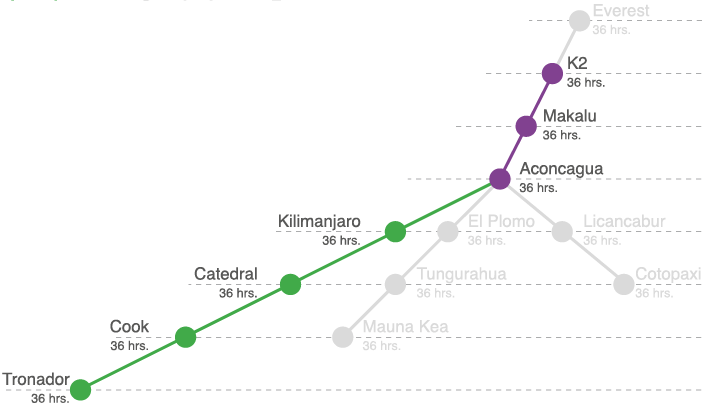 Everest
36 hrs.
K2
36 hrs.
Makalu
36 hrs.
Aconcagua
36 hrs.
Kilimanjaro
36 hrs.
El Plomo
36 hrs.
Licancabur
36 hrs.
Catedral
36 hrs.
Tungurahua
36 hrs.
Cotopaxi
36 hrs.
Cook
36 hrs.
Mauna Kea
36 hrs.
Tronador
36 hrs.